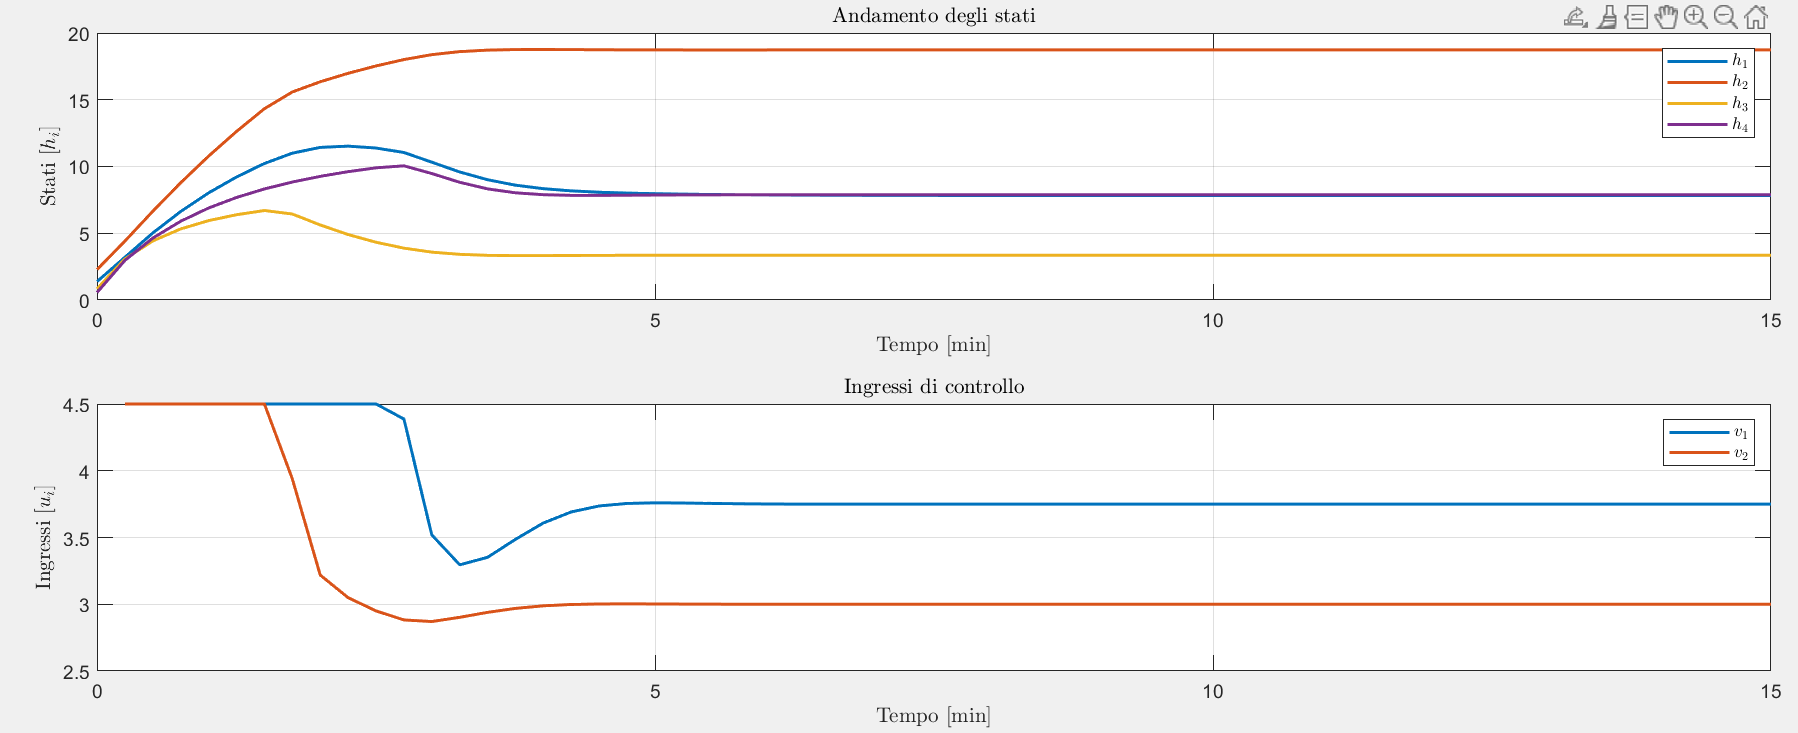 Andamento degli stati
20
15
10
5
0
Stati [h_i]
h_1
h_2
h_3
h_4
0 5 10 15
Tempo [min]
Ingressi di controllo
4.5
4
3.5
3
2.5
Ingressi [u_i]
v_1
v_2
0 5 10 15
Tempo [min]